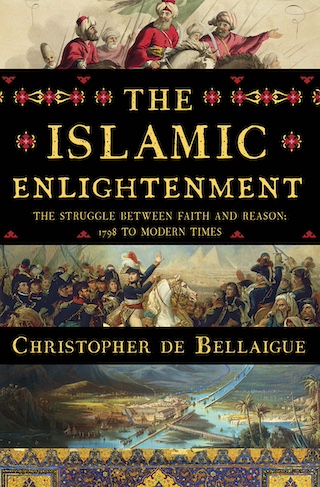 THE
ISLAMIC
ENLIGHTENMENT
THE STRUGGLE BETWEEN FAITH AND REASON:
1798 TO MODERN TIMES
CHRISTOPHER DE BELLAIGUE